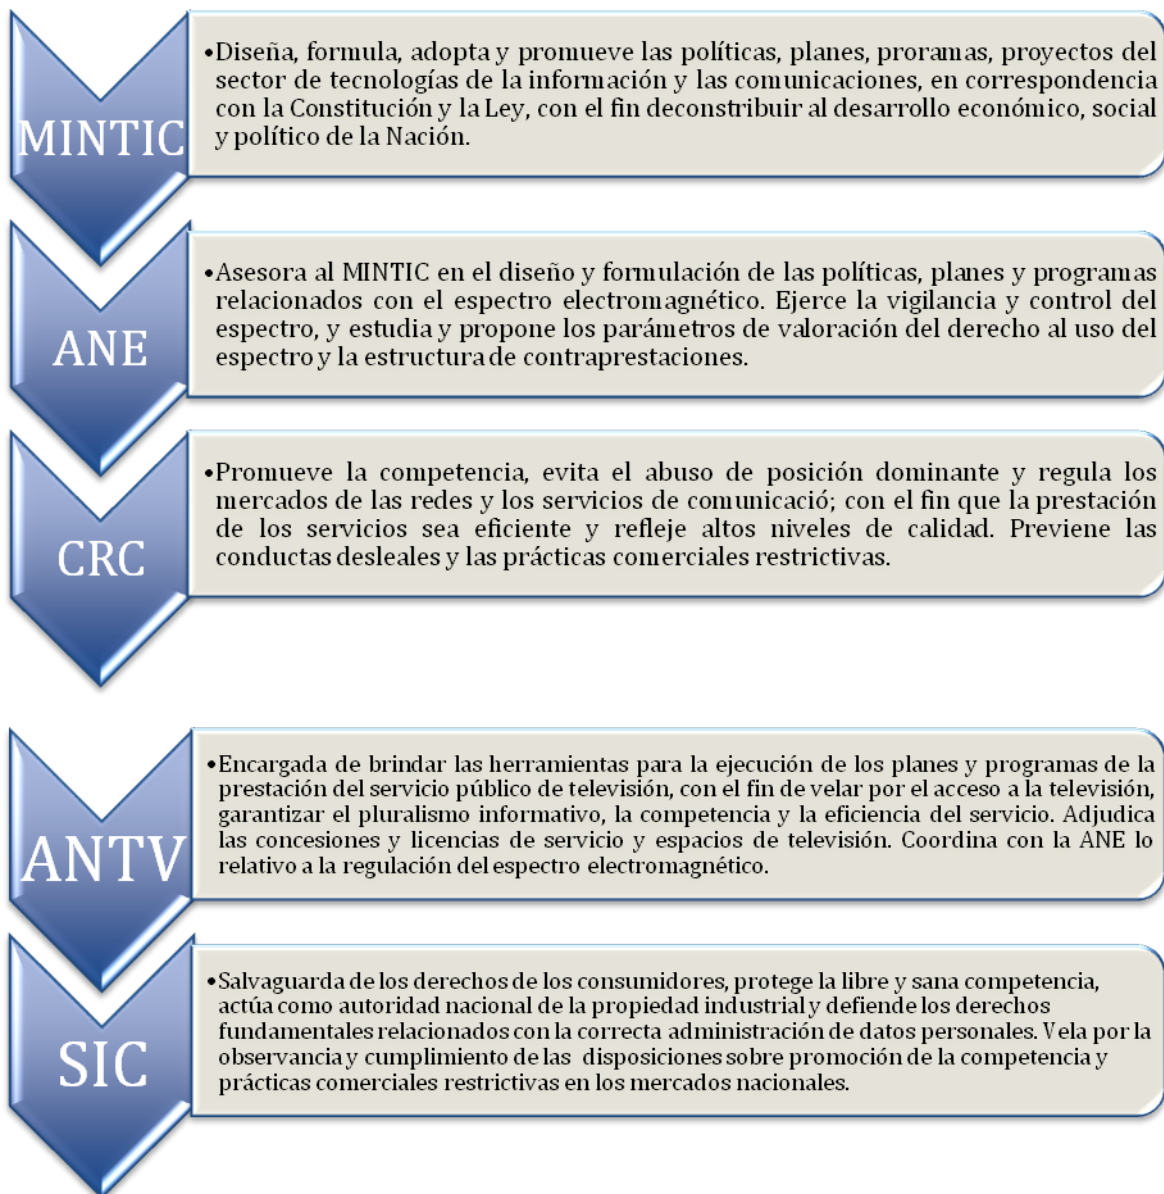 MINTIC
•Diseña, formula, adopta y promueve las políticas, planes, proramas, proyectos del
sector de tecnologías de la información y las comunicaciones, en correspondencia
con la Constitución y la Ley, con el fin deconstribuir al desarrollo económico, social
y político de la Nación.
ANE
•Asesora al MINTIC en el diseño y formulación de las políticas, planes y programas
relacionados con el espectro electromagnético. Ejerce la vigilancia y control del
espectro, y estudia y propone los parámetros de valoración del derecho al uso del
espectro y la estructura de contraprestaciones.
CRC
•Promueve la competencia, evita el abuso de posición dominante y regula los
mercados de las redes y los servicios de comunicació; con el fin que la prestación
de los servicios sea eficiente y refleje altos niveles de calidad. Previene las
conductas desleales y las prácticas comerciales restrictivas.
ANTV
•Encargada de brindar las herramientas para la ejecución de los planes y programas de la
prestación del servicio público de televisión, con el fin de velar por el acceso a la televisión,
garantizar el pluralismo informativo, la competencia y la eficiencia del servicio. Adjudica
las concesiones y licencias de servicio y espacios de televisión. Coordina con la ANE lo
relativo a la regulación del espectro electromagnético.
SIC
•Salvaguarda de los derechos de los consumidores, protege la libre y sana competencia,
actúa como autoridad nacional de la propiedad industrial y defiende los derechos
fundamentales relacionados con la correcta administración de datos personales. Vela por la
observancia y cumplimiento de las disposiciones sobre promoción de la competencia y
prácticas comerciales restrictivas en los mercados nacionales.